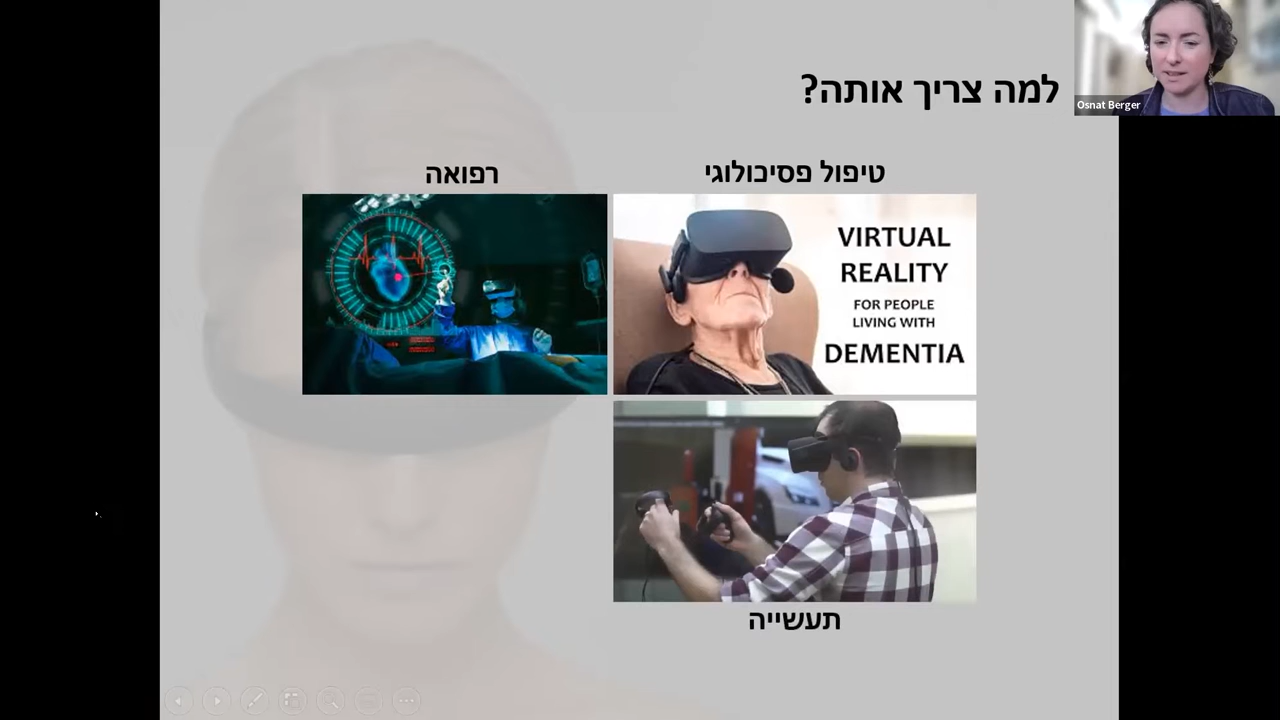 למה צריך אותה?
Osnat Berger
טיפול פסיכולוגי
רפואה
VIRTUAL
REALITY
FOR PEOPLE
LIVING WITH
DEMENTIA
תעשייה